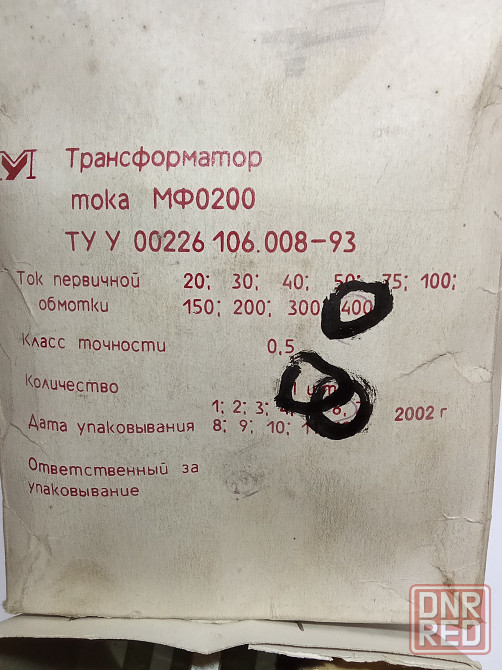 Трансформатор
тока МФ0200
ТУ У 00226 106.008-93
Ток первичной 20; 30; 40; 50; 75; 100;
обмотки 150; 200; 300 400
Класс точности 0,5
Количество 1
1; 2; 3; 6,
Дата упаковывания 8; 9; 10; 2002 г
Ответственный за
упаковывание
DNR
RED